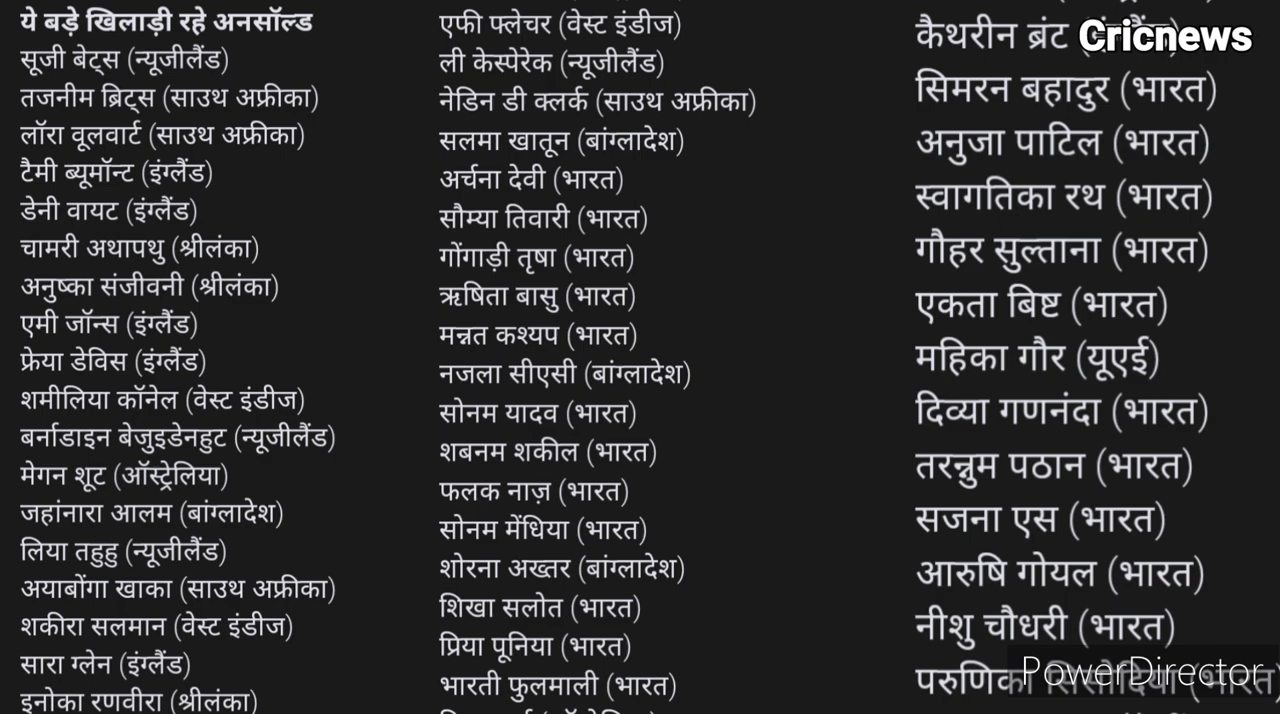 ये बड़े खिलाड़ी रहे अनसॉल्ड
सूजी बेट्स (न्यूजीलैंड)
तजनीम ब्रिट्स (साउथ अफ्रीका)
लॉरा वूलवार्ट (साउथ अफ्रीका)
टैमी ब्यूमॉन्ट (इंग्लैंड)
डेनी वायट (इंग्लैंड)
चामरी अथापथु (श्रीलंका)
अनुष्का संजीवनी (श्रीलंका)
एमी जॉन्स (इंग्लैंड)
फ्रेया डेविस (इंग्लैंड)
शमीलिया कॉनेल (वेस्ट इंडीज)
बर्नाडाइन बेजुइडेनहुट (न्यूजीलैंड)
मेगन शूट (ऑस्ट्रेलिया)
जहांनारा आलम (बांग्लादेश)
लिया तहुहु (न्यूजीलैंड)
अयाबोंगा खाका (साउथ अफ्रीका)
शकीरा सलमान (वेस्ट इंडीज)
सारा ग्लेन (इंग्लैंड)
इनोका रणवीरा (श्रीलंका)
एफी फ्लेचर (वेस्ट इंडीज)
ली केस्पेरेक (न्यूजीलैंड)
नेडिन डी क्लर्क (साउथ अफ्रीका)
सलमा खातून (बांग्लादेश)
अर्चना देवी (भारत)
सौम्या तिवारी (भारत)
गोंगाड़ी तृषा (भारत)
ऋषिता बासु (भारत)
मन्नत कश्यप (भारत)
नजला सीएसी (बांग्लादेश)
सोनम यादव (भारत)
शबनम शकील (भारत)
फलक नाज़ (भारत)
सोनम मेंधिया (भारत)
शोरना अख्तर (बांग्लादेश)
शिखा सलोत (भारत)
प्रिया पूनिया (भारत)
भारती फुलमाली (भारत)
कैथरीन ब्रंट
Cricnews
सिमरन बहादुर (भारत)
अनुजा पाटिल (भारत)
स्वागतिका रथ (भारत)
गौहर सुल्ताना (भारत)
एकता बिष्ट (भारत)
महिका गौर (यूएई)
दिव्या गणनंदा (भारत)
तरन्नुम पठान (भारत)
सजना एस (भारत)
आरुषि गोयल (भारत)
नीशु चौधरी (भारत)
परुणिका सिसोदिया (भारत)
PowerDirector